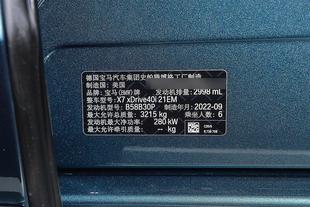 德国宝马汽车集团史帕腾堡工厂制造
制造国: 美国 发动机排量: 2998 mL
品牌: 宝马(BMW)牌
整车型号: X7 xDrive40i 21EM
发动机型号: B58B30P 制造年月: 2022-09
最大允许总质量: 3215 kg 乘坐人数: 6
发动机最大净功率: 280 kW
最大允许牵引质量: -- kg